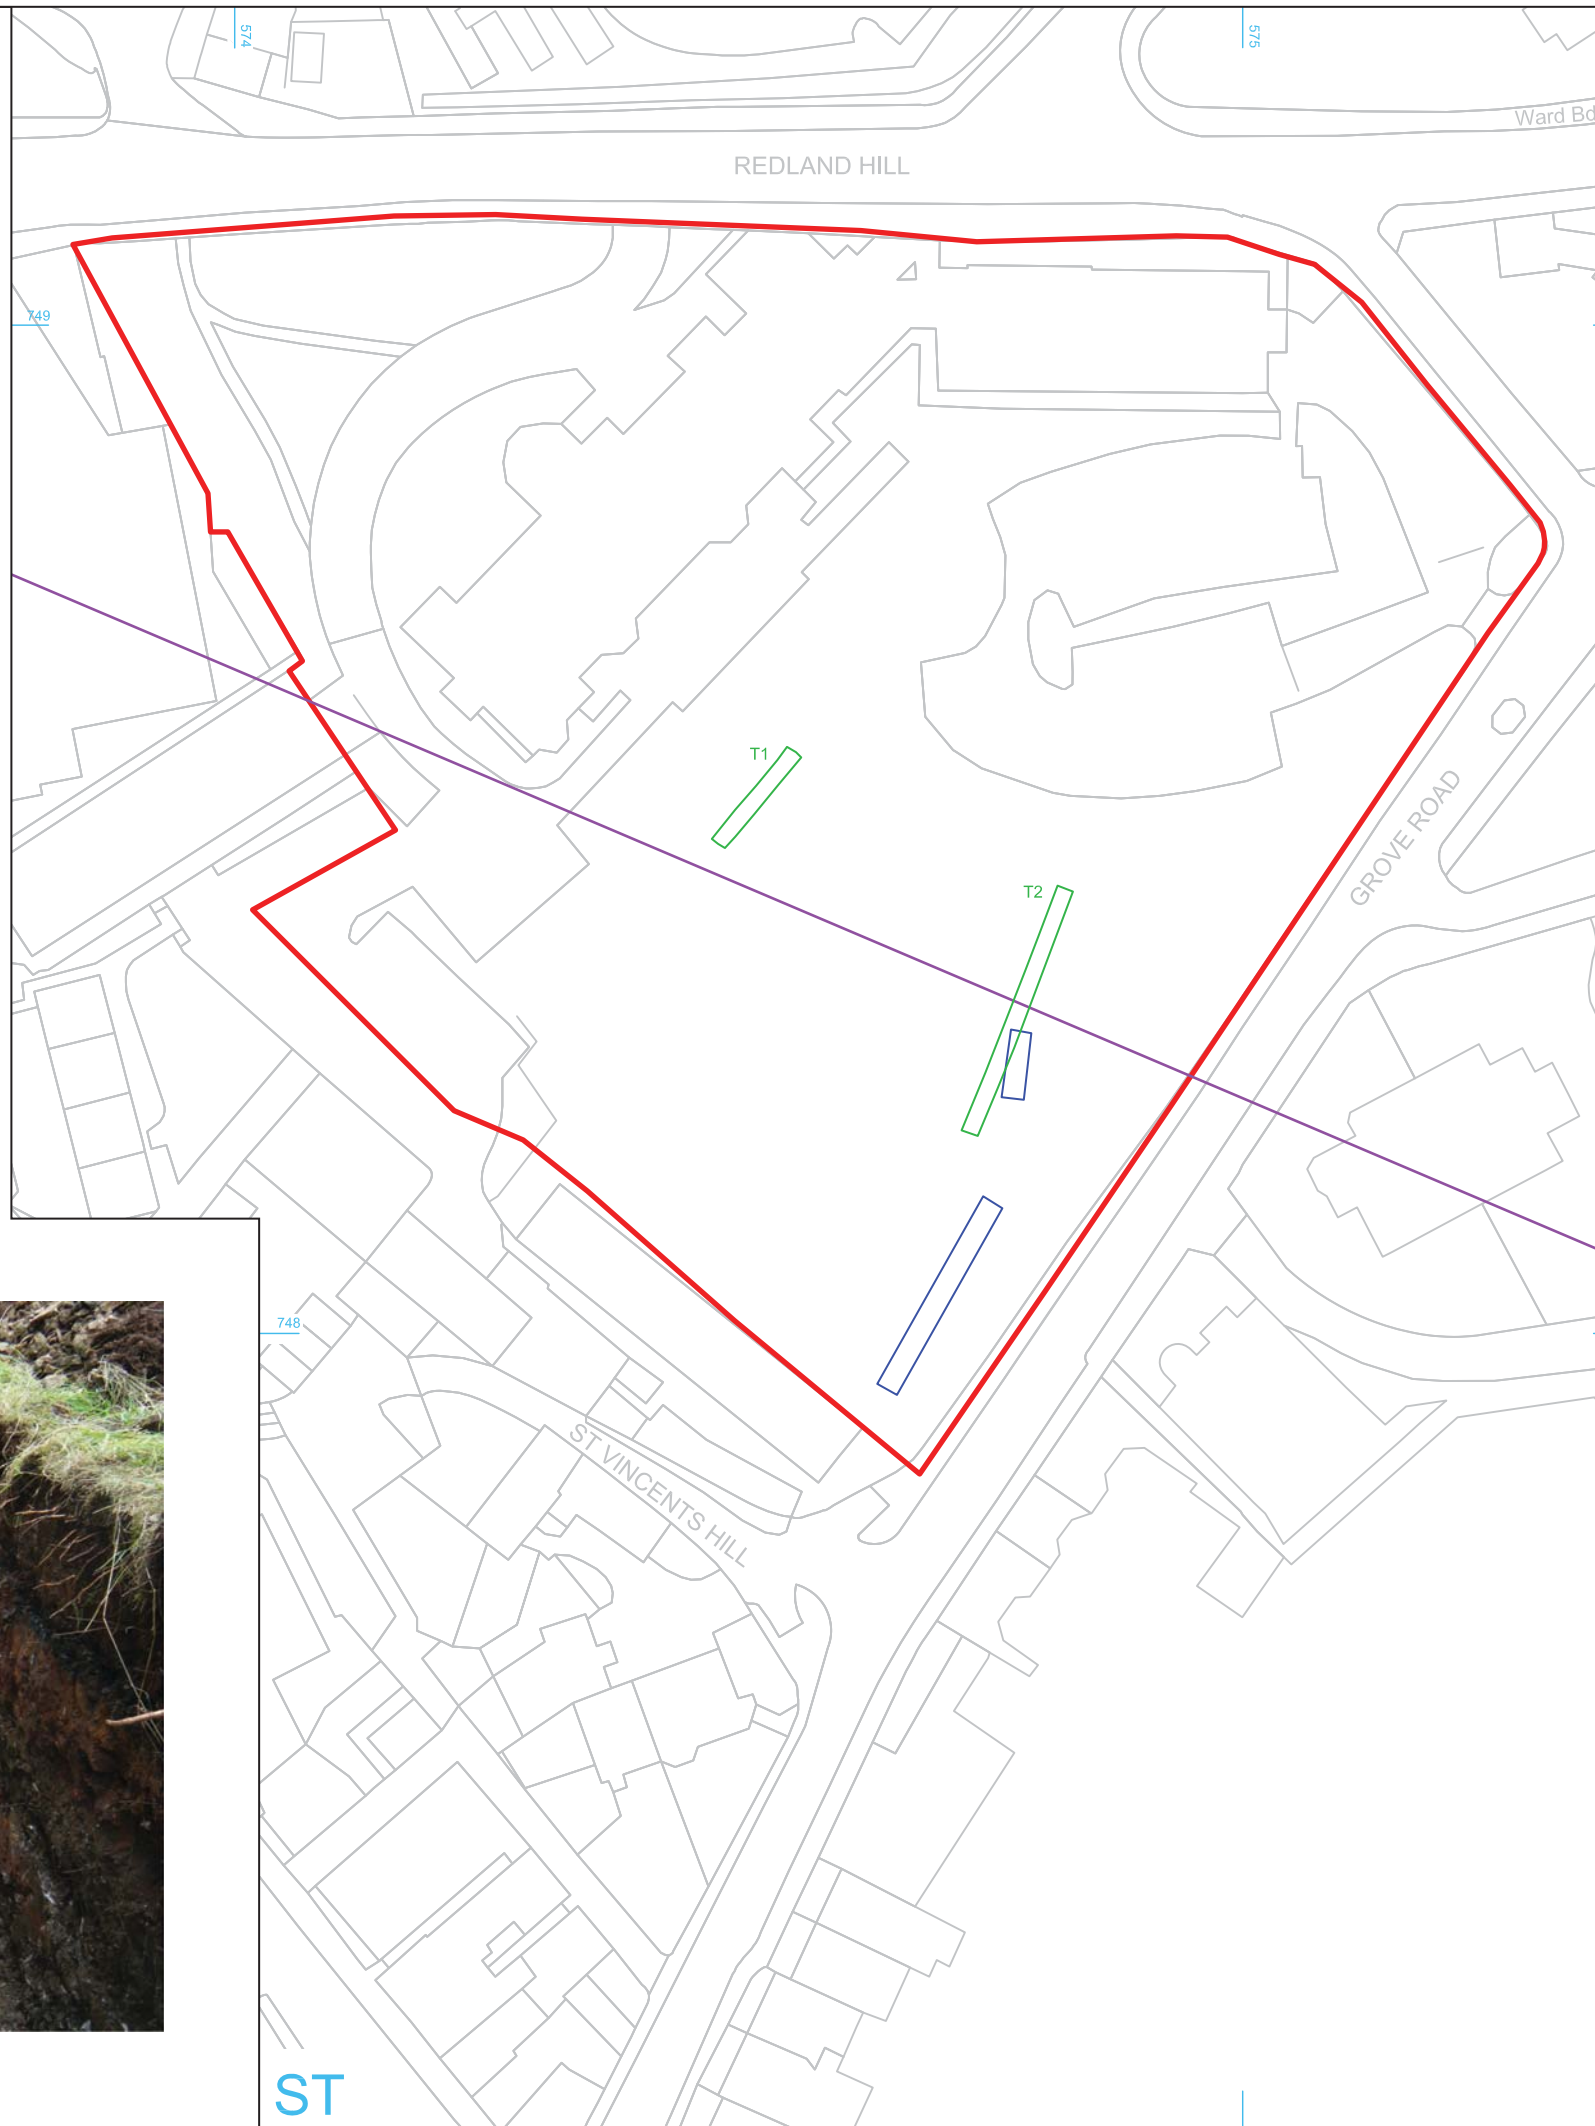 574
575
Ward Bd
REDLAND HILL
749
T1
GROVE ROAD
T2
748
ST VINCENTS HILL
ST